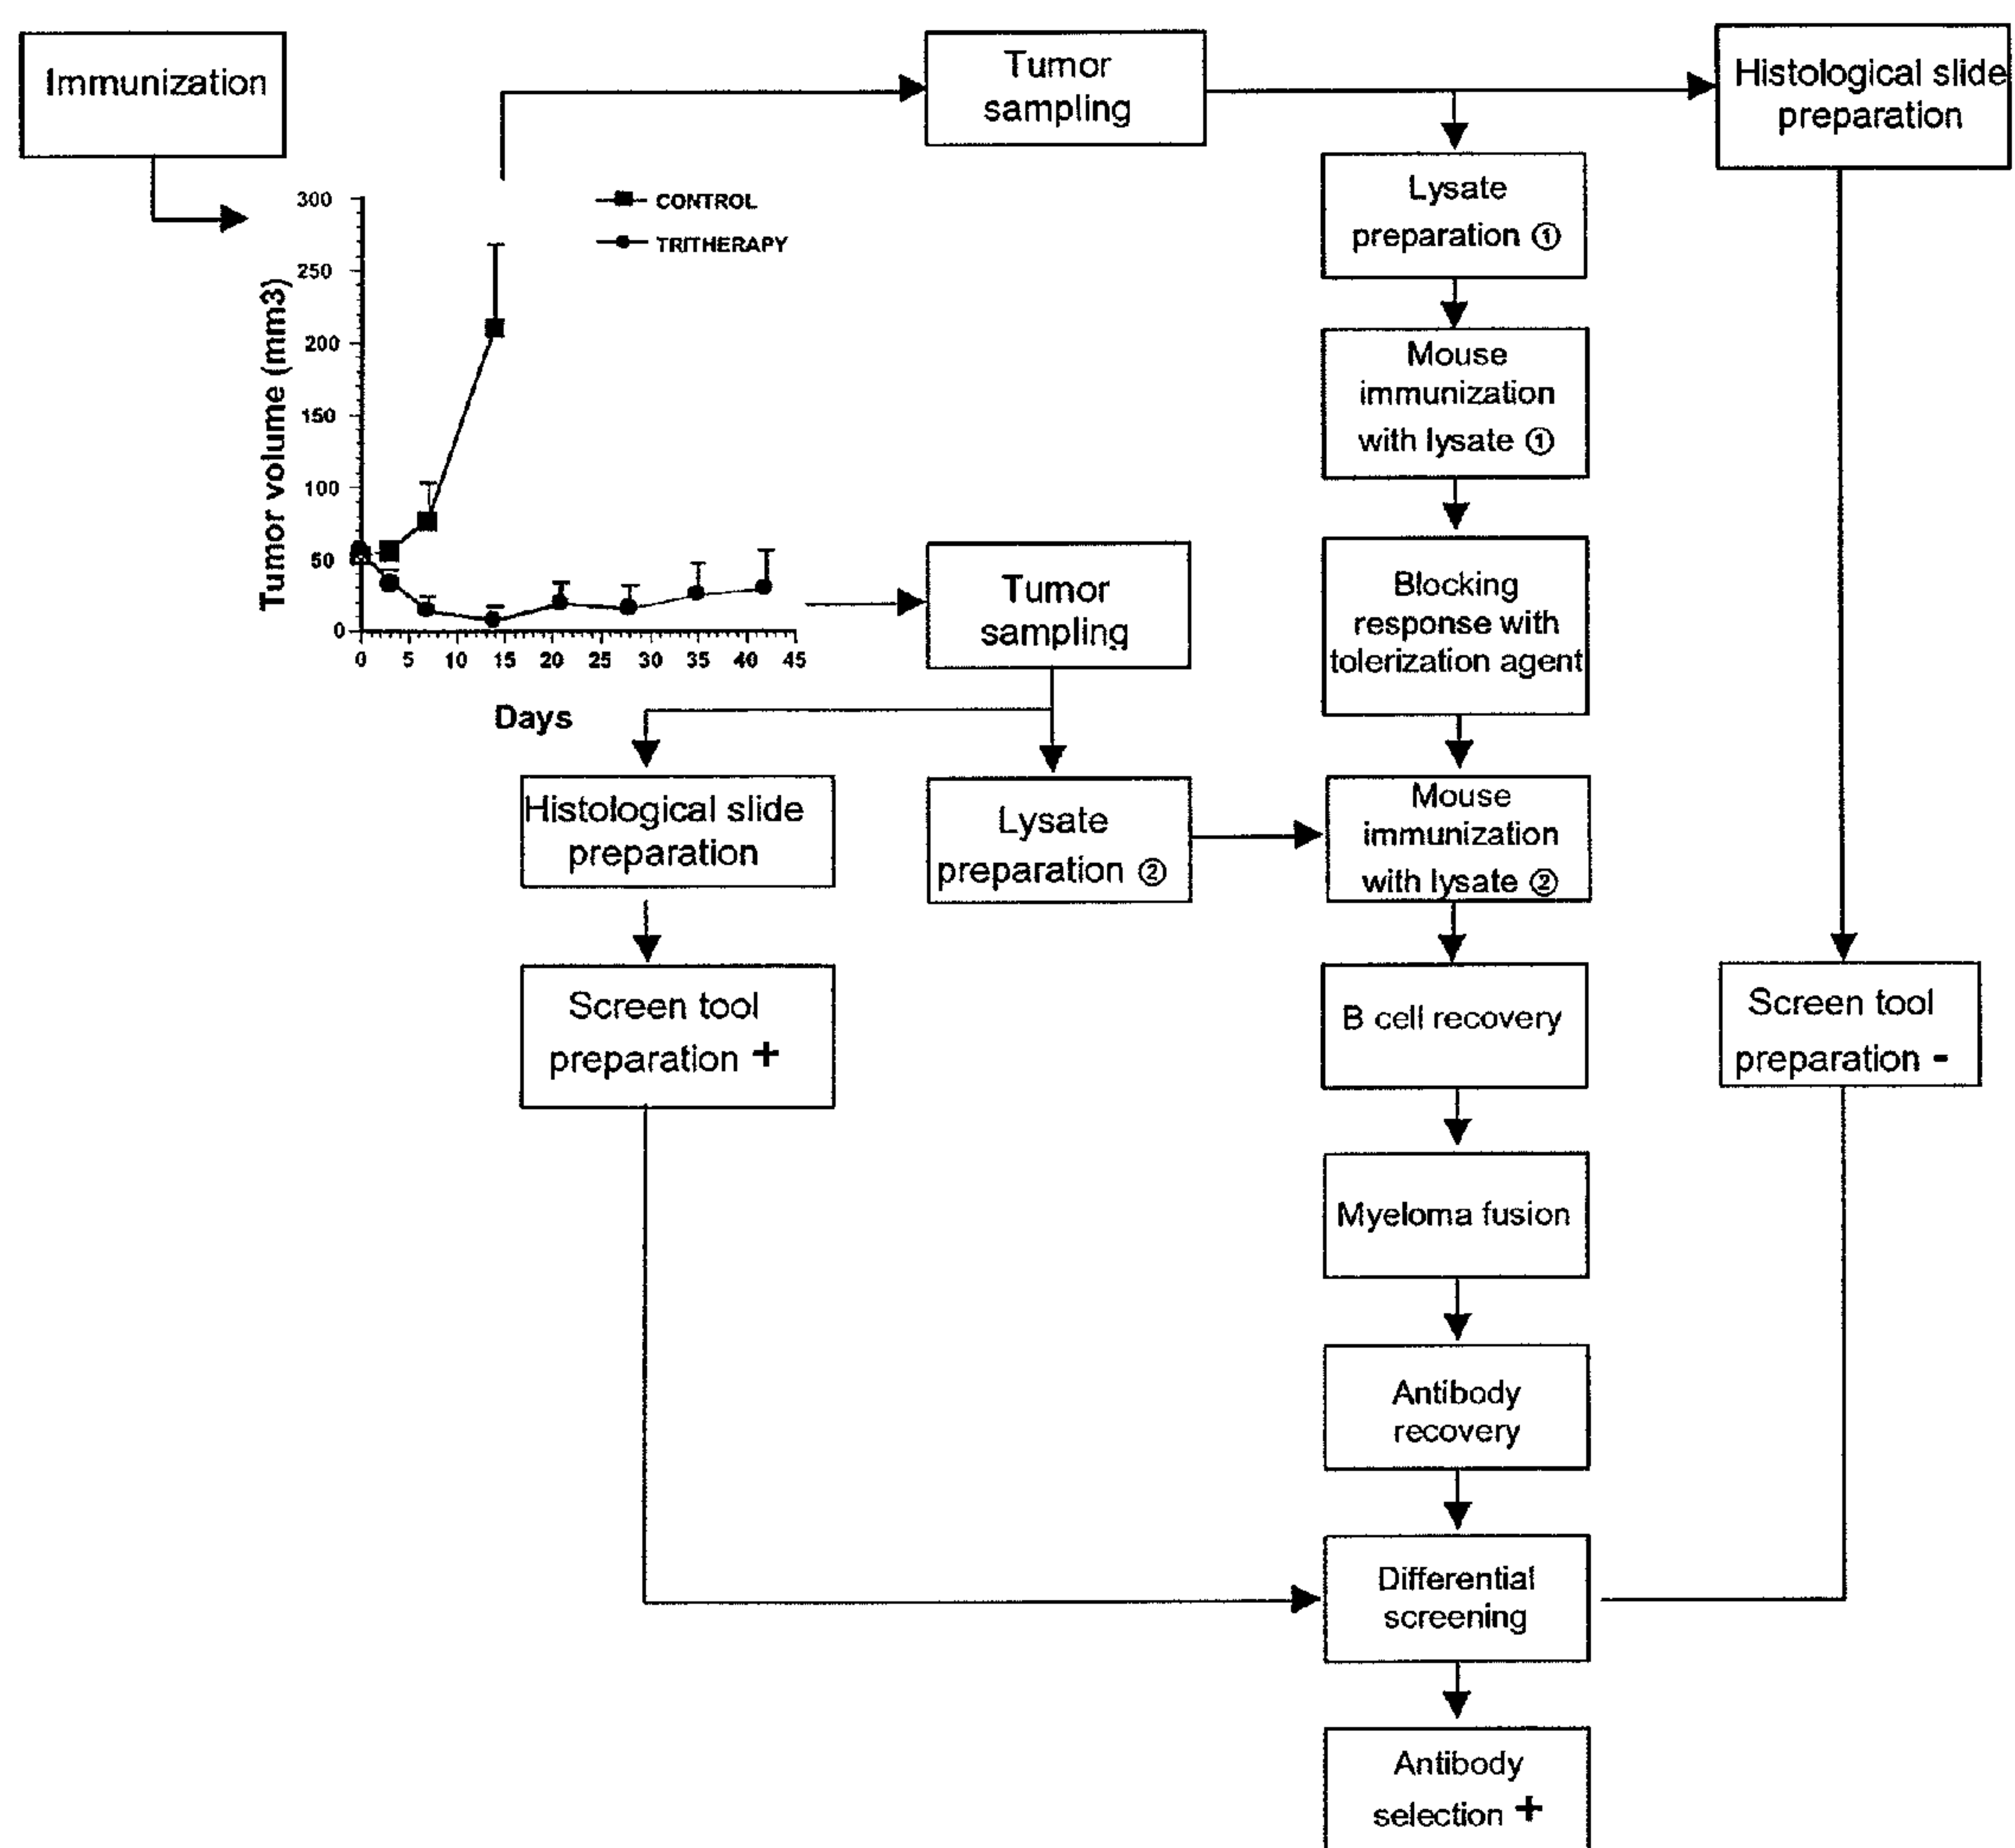 Immunization
Tumor
sampling
Histological slide
preparation
Lysate
preparation ①
Mouse
immunization
with lysate ①
Blocking
response with
tolerization agent
CONTROL
TRITHERAPY
Tumor volume (mm3)
300
250
200
150
100
50
0
0 5 10 15 20 25 30 35 40 45
Days
Tumor
sampling
Histological slide
preparation
Lysate
preparation ②
Mouse
immunization
with lysate ②
Screen tool
preparation +
B cell recovery
Screen tool
preparation -
Myeloma fusion
Antibody
recovery
Differential
screening
Antibody
selection +